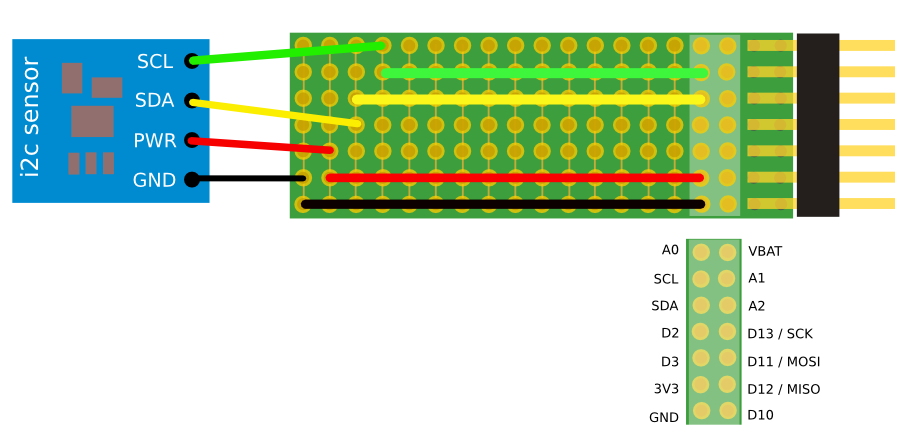 i2c sensor
SCL
SDA
PWR
GND
A0 VBAT
SCL A1
SDA A2
D2 D13 / SCK
D3 D11 / MOSI
3V3 D12 / MISO
GND D10